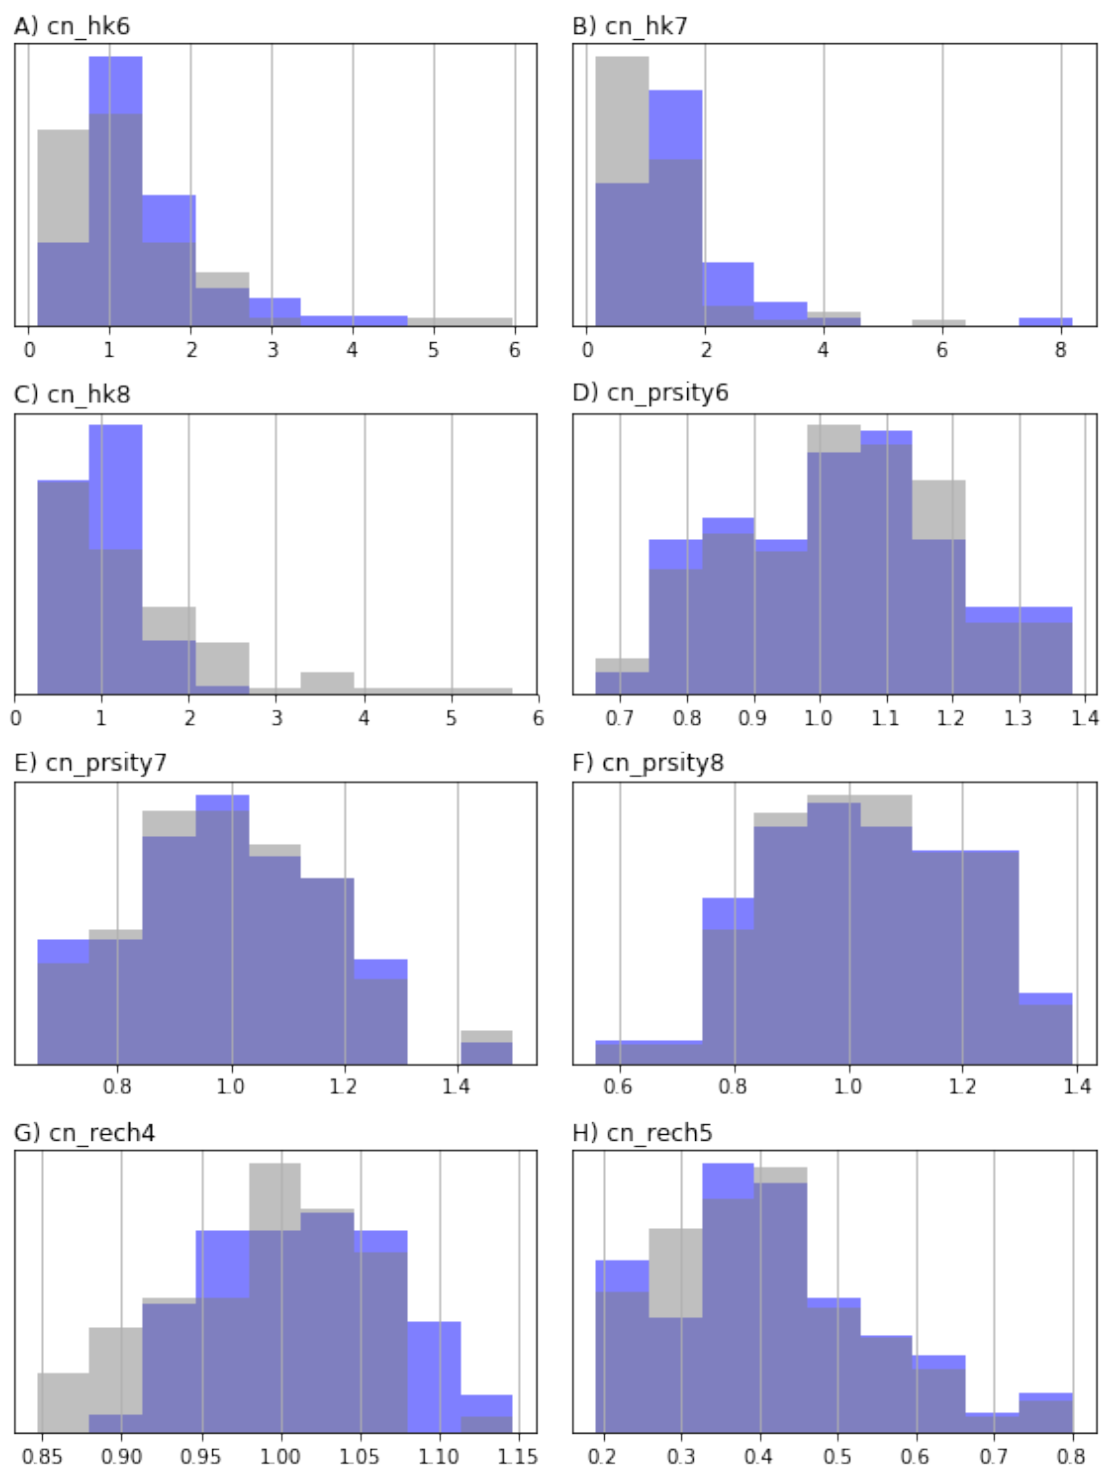 A) cn_hk6
B) cn_hk7
0 1 2 3 4 5 6
0 2 4 6 8
C) cn_hk8
D) cn_prsity6
0 1 2 3 4 5 6
0.7 0.8 0.9 1.0 1.1 1.2 1.3 1.4
E) cn_prsity7
F) cn_prsity8
0.8 1.0 1.2 1.4
0.6 0.8 1.0 1.2 1.4
G) cn_rech4
H) cn_rech5
0.85 0.90 0.95 1.00 1.05 1.10 1.15
0.2 0.3 0.4 0.5 0.6 0.7 0.8